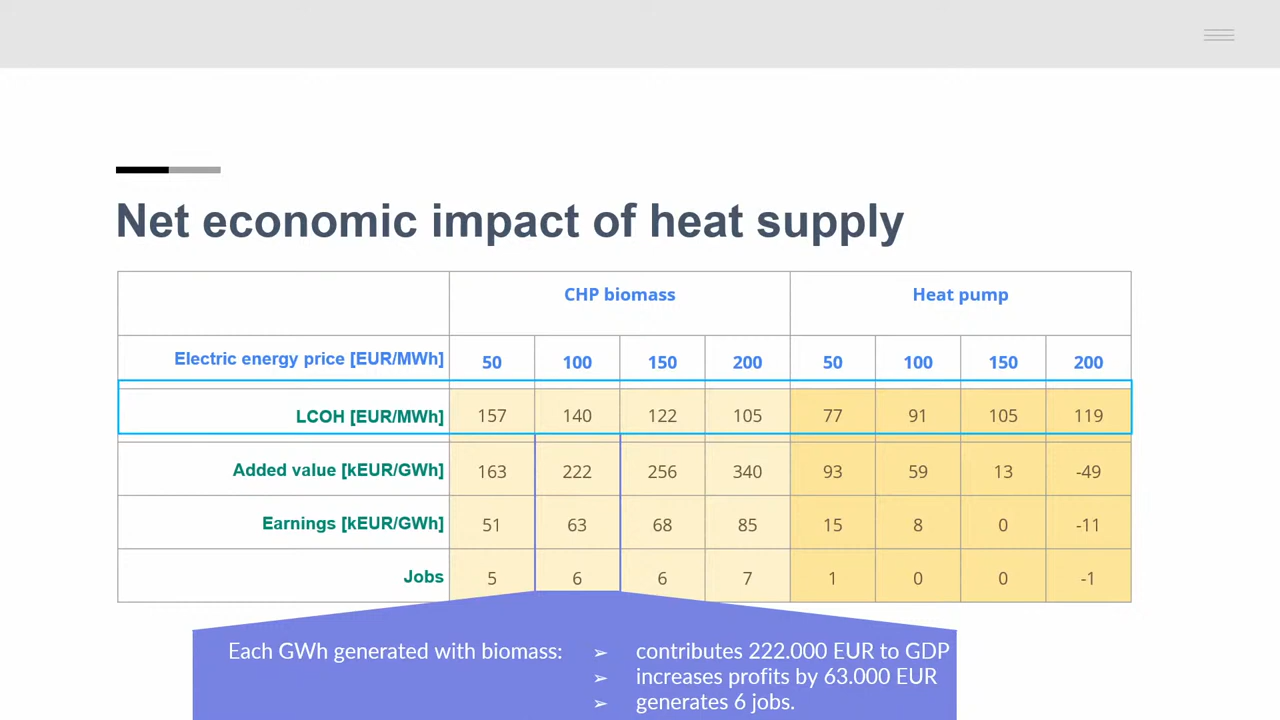 Net economic impact of heat supply
CHP biomass Heat pump
Electric energy price [EUR/MWh] 50 100 150 200 50 100 150 200
LCOH [EUR/MWh] 157 140 122 105 77 91 105 119
Added value [kEUR/GWh] 163 222 256 340 93 59 13 -49
Earnings [kEUR/GWh] 51 63 68 85 15 8 0 -11
Jobs 5 6 6 7 1 0 0 -1
Each GWh generated with biomass: ➢ contributes 222.000 EUR to GDP
➢ increases profits by 63.000 EUR
➢ generates 6 jobs.